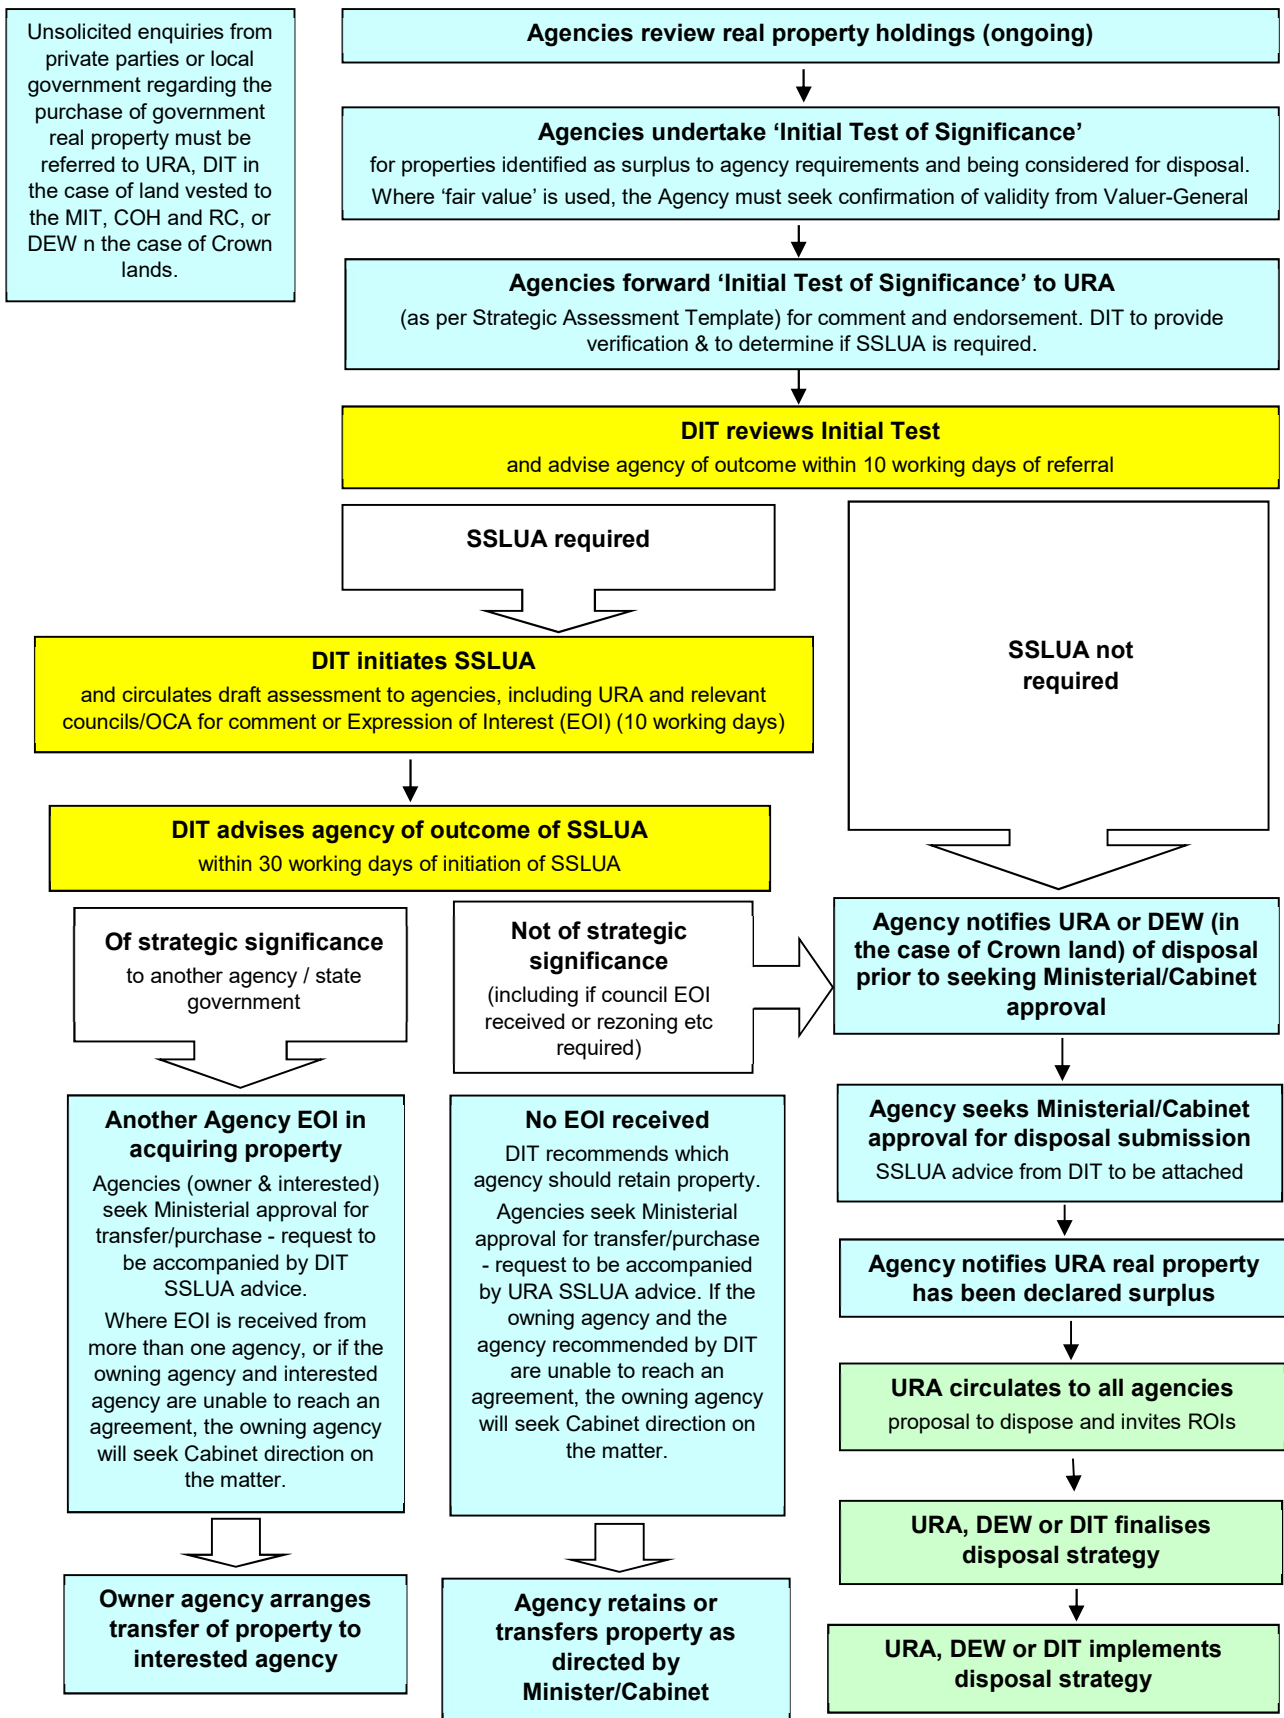 Unsolicited enquiries from
private parties or local
government regarding the
purchase of government
real property must be
referred to URA, DIT in
the case of land vested to
the MIT, COH and RC, or
DEW n the case of Crown
lands.
Agencies review real property holdings (ongoing)
Agencies undertake ‘Initial Test of Significance’
for properties identified as surplus to agency requirements and being considered for disposal.
Where ‘fair value’ is used, the Agency must seek confirmation of validity from Valuer-General
Agencies forward ‘Initial Test of Significance’ to URA
(as per Strategic Assessment Template) for comment and endorsement. DIT to provide
verification & to determine if SSLUA is required.
DIT reviews Initial Test
and advise agency of outcome within 10 working days of referral
SSLUA required
SSLUA not
required
DIT initiates SSLUA
and circulates draft assessment to agencies, including URA and relevant
councils/OCA for comment or Expression of Interest (EOI) (10 working days)
DIT advises agency of outcome of SSLUA
within 30 working days of initiation of SSLUA
Of strategic significance
to another agency / state
government
Not of strategic
significance
(including if council EOI
received or rezoning etc
required)
Agency notifies URA or DEW (in
the case of Crown land) of disposal
prior to seeking Ministerial/Cabinet
approval
Another Agency EOI in
acquiring property
Agencies (owner & interested)
seek Ministerial approval for
transfer/purchase - request to
be accompanied by DIT
SSLUA advice.
Where EOI is received from
more than one agency, or if the
owning agency and interested
agency are unable to reach an
agreement, the owning agency
will seek Cabinet direction on
the matter.
No EOI received
DIT recommends which
agency should retain property.
Agencies seek Ministerial
approval for transfer/purchase
- request to be accompanied
by URA SSLUA advice. If the
owning agency and the
agency recommended by DIT
are unable to reach an
agreement, the owning agency
will seek Cabinet direction on
the matter.
Agency seeks Ministerial/Cabinet
approval for disposal submission
SSLUA advice from DIT to be attached
Agency notifies URA real property
has been declared surplus
URA circulates to all agencies
proposal to dispose and invites ROIs
URA, DEW or DIT finalises
disposal strategy
Owner agency arranges
transfer of property to
interested agency
Agency retains or
transfers property as
directed by
Minister/Cabinet
URA, DEW or DIT implements
disposal strategy